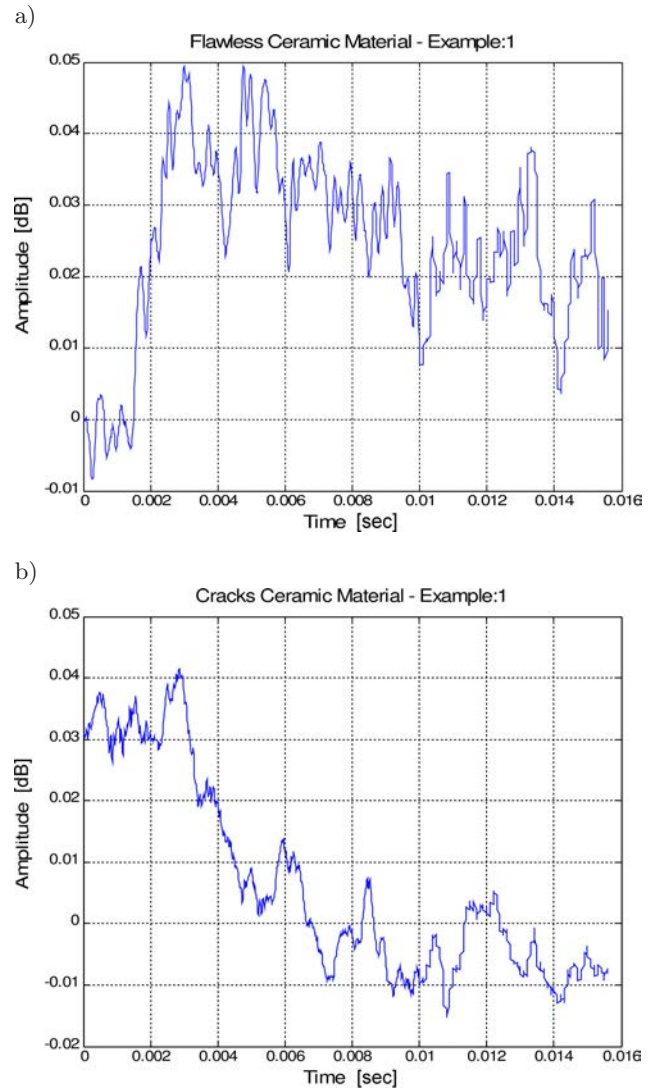 a)
Flawless Ceramic Material - Example:1
0.05
0.04
0.03
0.02
0.01
0
-0.01
Amplitude [dB]
0 0.002 0.004 0.006 0.008 0.01 0.012 0.014 0.016
Time [sec]
b)
Cracks Ceramic Material - Example:1
0.05
0.04
0.03
0.02
0.01
0
-0.01
-0.02
Amplitude [dB]
0 0.002 0.004 0.006 0.008 0.01 0.012 0.014 0.016
Time [sec]